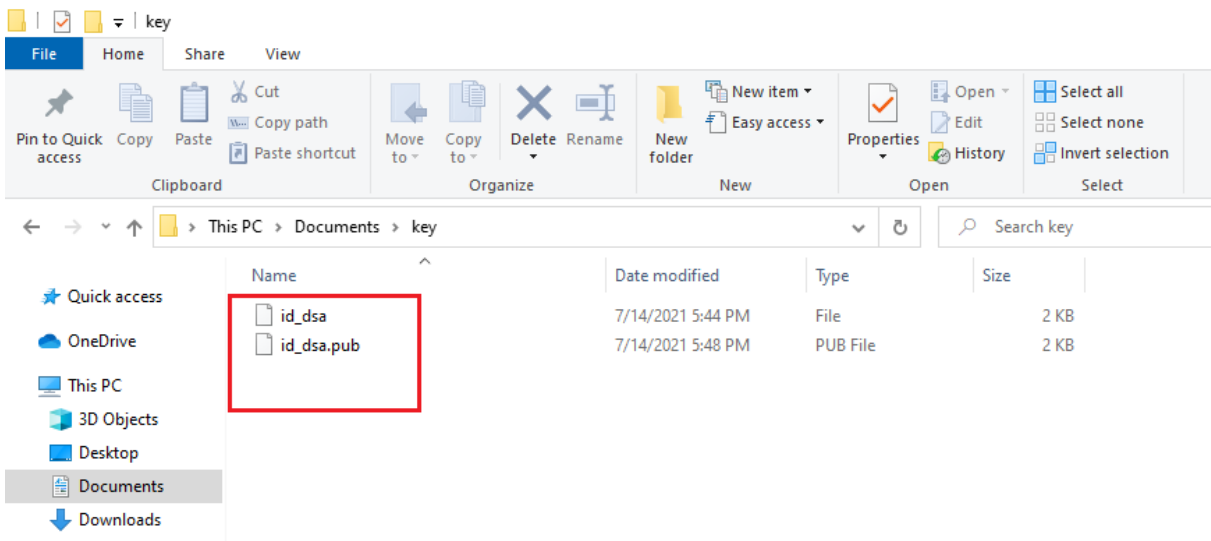 key
File Home Share View
Pin to Quick access
Copy
Paste
Cut
Copy path
Paste shortcut
Clipboard
Move to
Copy to
Delete
Rename
Organize
New folder
New item
Easy access
New
Properties
Open
Edit
History
Open
Select all
Select none
Invert selection
Select
This PC > Documents > key
Search key
Name Date modified Type Size
id_dsa 7/14/2021 5:44 PM File 2 KB
id_dsa.pub 7/14/2021 5:48 PM PUB File 2 KB
Quick access
OneDrive
This PC
3D Objects
Desktop
Documents
Downloads